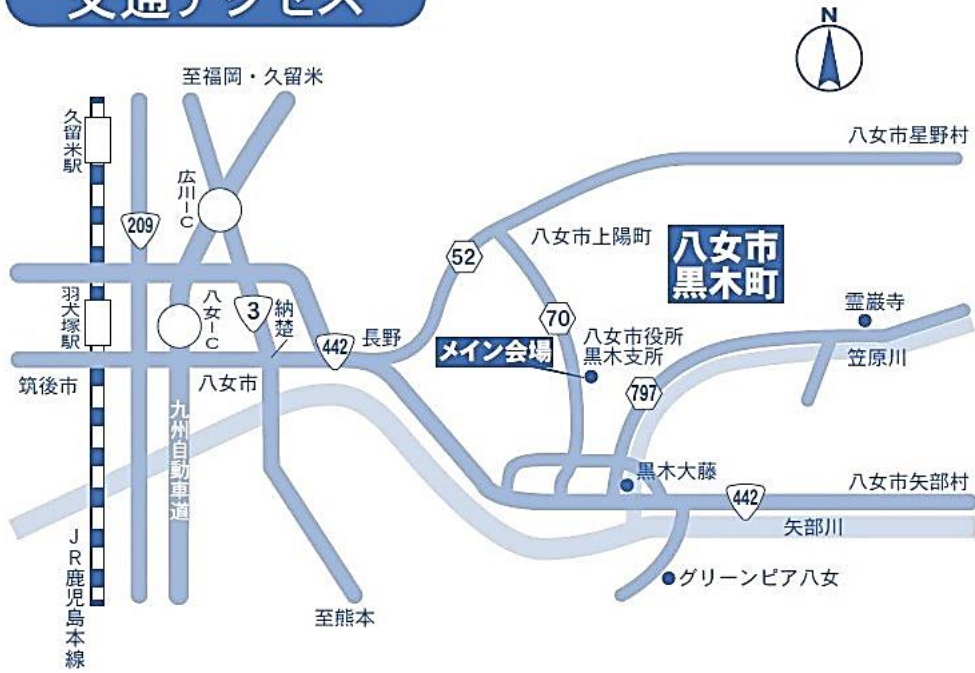 交通アクセス
N
至福岡・久留米
久留米駅
八女市星野村
広川IC
209
八女市上陽町
八女市
黒木町
52
羽犬塚駅
八女IC
3
納楚
70
霊巌寺
442
長野
八女市役所
黒木支所
メイン会場
笠原川
筑後市
八女市
797
九州自動車道
黒木大藤
八女市矢部村
442
矢部川
JR鹿児島本線
グリーンピア八女
至熊本